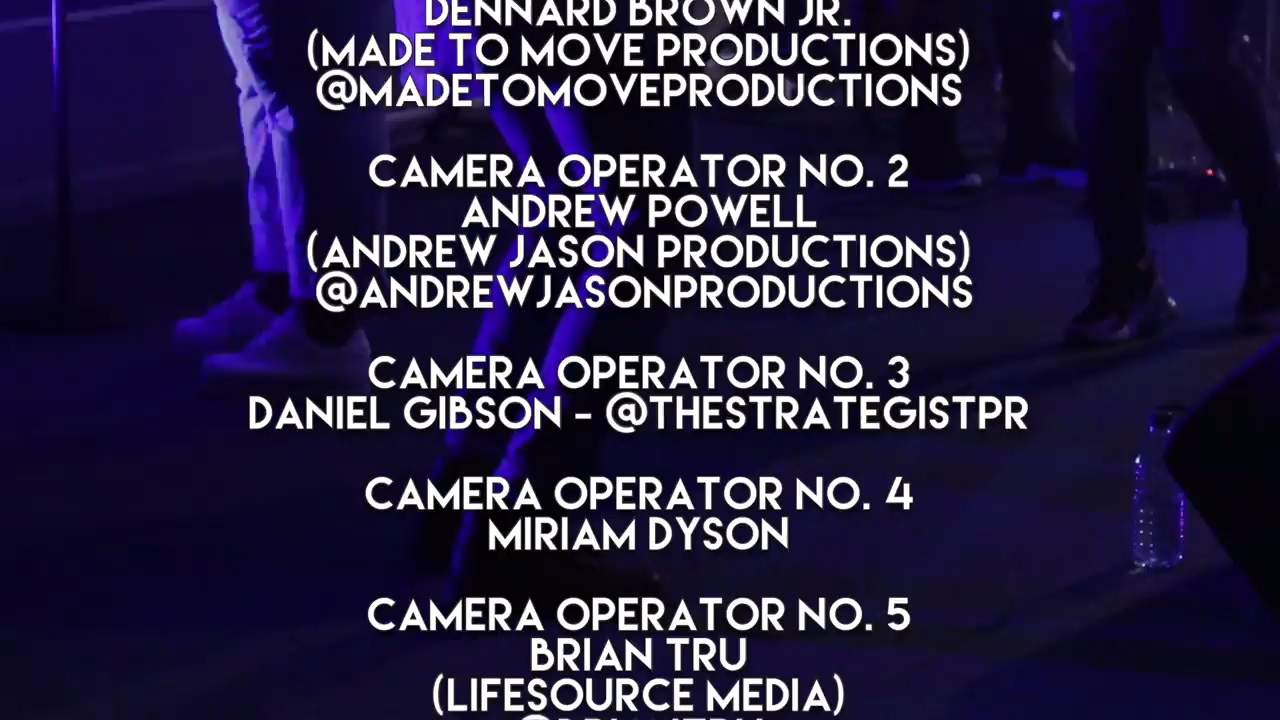 DENNARD BROWN JR.
(MADE TO MOVE PRODUCTIONS)
@MADETOMOVEPRODUCTIONS
CAMERA OPERATOR NO. 2
ANDREW POWELL
(ANDREW JASON PRODUCTIONS)
@ANDREWJASONPRODUCTIONS
CAMERA OPERATOR NO. 3
DANIEL GIBSON - @THESTRATEGISTPR
CAMERA OPERATOR NO. 4
MIRIAM DYSON
CAMERA OPERATOR NO. 5
BRIAN TRU
(LIFESOURCE MEDIA)